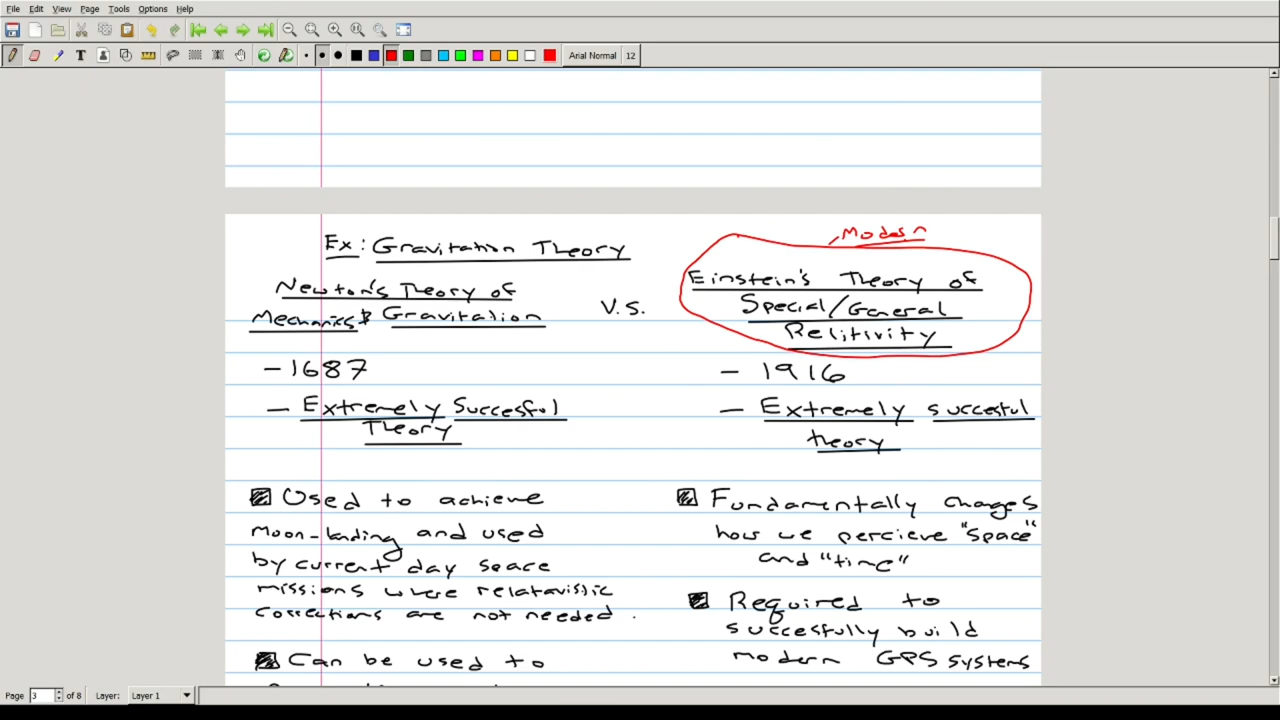 File Edit View Page Tools Options Help
Arial Normal 12
Modern
Ex: Gravitation Theory
Newton's Theory of
Mechanics & Gravitation
V.S.
Einstein's Theory of
Special/General
Relitivity
- 1687
- Extremely Succesful
Theory
- 1916
- Extremely succesful
theory
Used to achieve
moon-landing and used
by current day space
missions where relatavistic
corrections are not needed.
Can be used to
Fundamentally changes
how we percieve "space"
and "time"
Required to
successfully build
modern GPS systems
Page 3 of 8 Layer: Layer 1